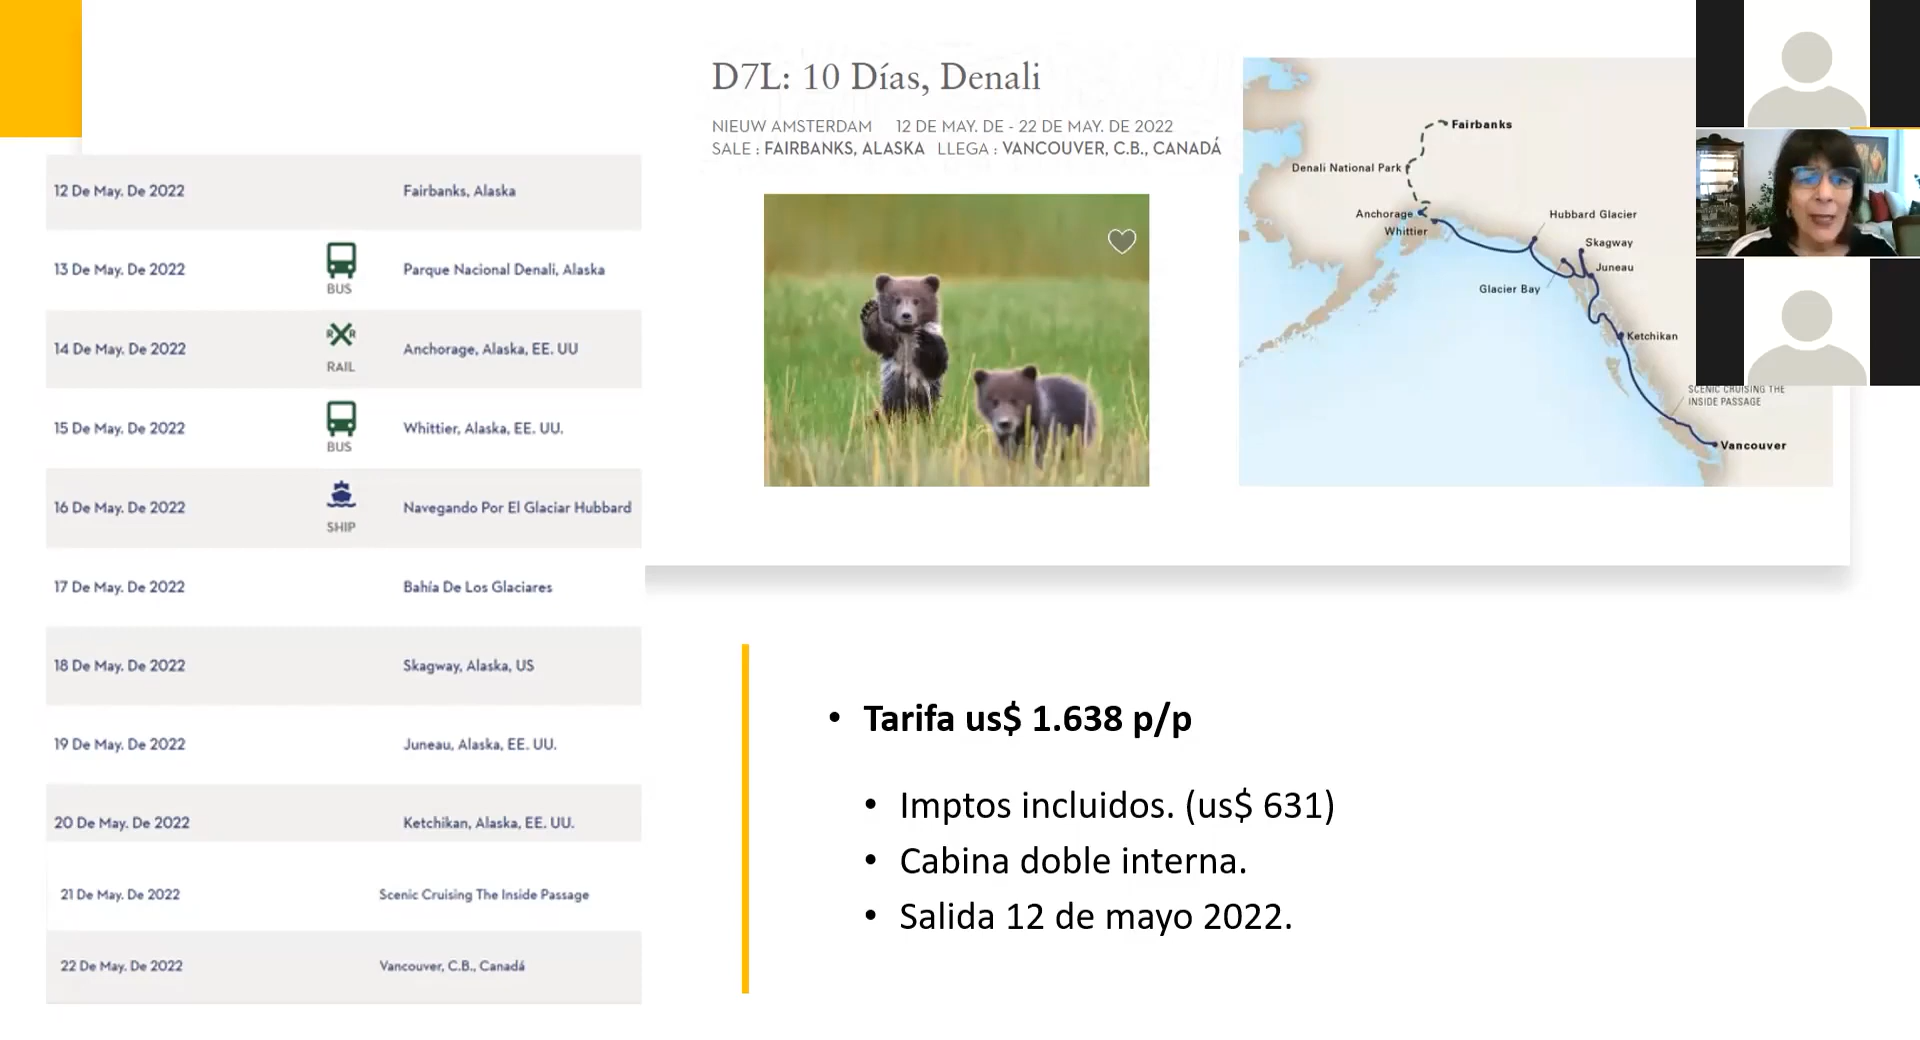 D7L: 10 Días, Denali
NIEUW AMSTERDAM 12 DE MAY. DE - 22 DE MAY. DE 2022
SALE : FAIRBANKS, ALASKA LLEGA : VANCOUVER, C.B., CANADÁ
12 De May. De 2022 Fairbanks, Alaska
13 De May. De 2022 BUS Parque Nacional Denali, Alaska
14 De May. De 2022 R R RAIL Anchorage, Alaska, EE. UU
15 De May. De 2022 BUS Whittier, Alaska, EE. UU.
16 De May. De 2022 SHIP Navegando Por El Glaciar Hubbard
17 De May. De 2022 Bahía De Los Glaciares
18 De May. De 2022 Skagway, Alaska, US
19 De May. De 2022 Juneau, Alaska, EE. UU.
20 De May. De 2022 Ketchikan, Alaska, EE. UU.
21 De May. De 2022 Scenic Cruising The Inside Passage
22 De May. De 2022 Vancouver, C.B., Canadá
Fairbanks
Denali National Park
Anchorage
Whittier
Hubbard Glacier
Skagway
Juneau
Glacier Bay
Ketchikan
SCENIC CRUISING THE
INSIDE PASSAGE
Vancouver
• Tarifa us$ 1.638 p/p
• Imptos incluidos. (us$ 631)
• Cabina doble interna.
• Salida 12 de mayo 2022.